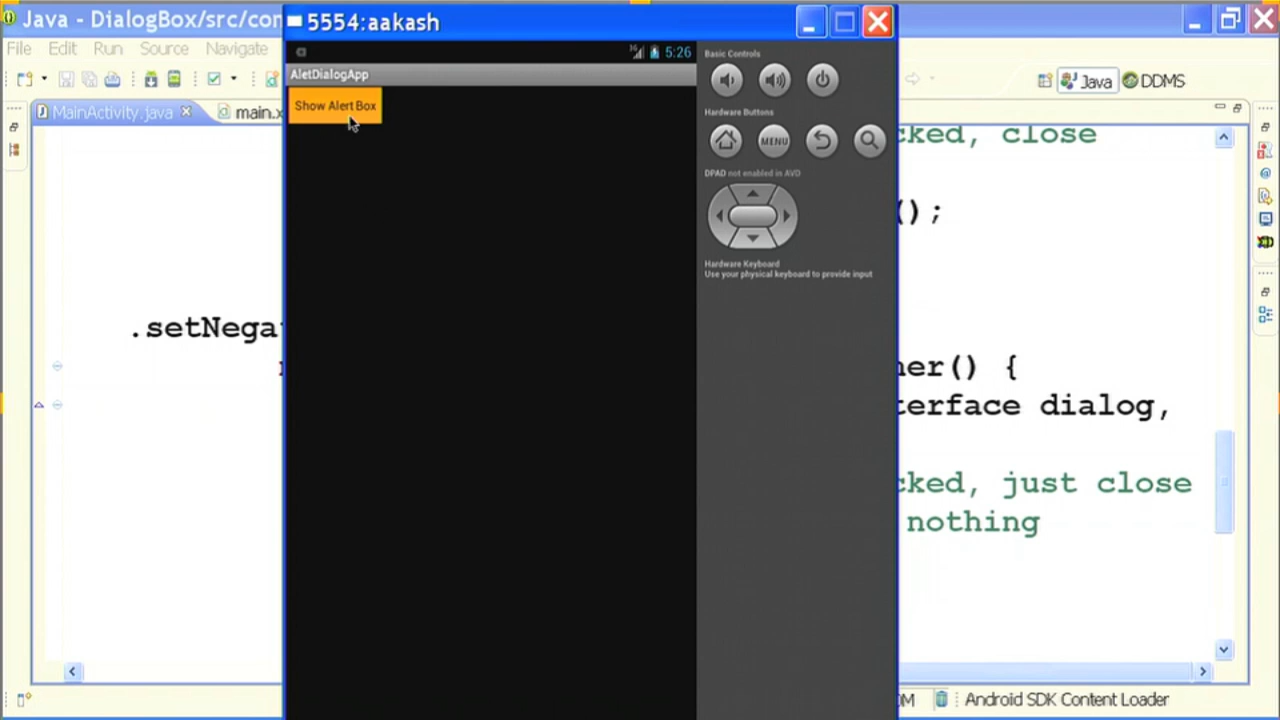 Java - DialogBox/src/com
5554:aakash
File Edit Run Source Navigate
5:26
AletDialogApp
Show Alert Box
Basic Controls
Hardware Buttons
MENU
DPAD not enabled in AVD
Hardware Keyboard
Use your physical keyboard to provide input
Java DDMS
MainActivity.java main.x
cked, close
();
.setNega
ner() {
terface dialog,
cked, just close
nothing
Android SDK Content Loader